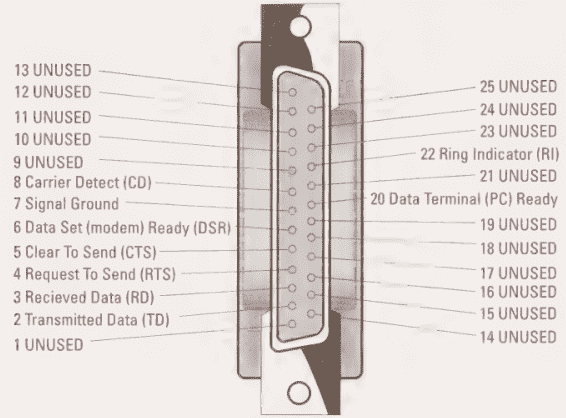 13 UNUSED
12 UNUSED
11 UNUSED
10 UNUSED
9 UNUSED
8 Carrier Detect (CD)
7 Signal Ground
6 Data Set (modem) Ready (DSR)
5 Clear To Send (CTS)
4 Request To Send (RTS)
3 Recieved Data (RD)
2 Transmitted Data (TD)
1 UNUSED
25 UNUSED
24 UNUSED
23 UNUSED
22 Ring Indicator (RI)
21 UNUSED
20 Data Terminal (PC) Ready
19 UNUSED
18 UNUSED
17 UNUSED
16 UNUSED
15 UNUSED
14 UNUSED